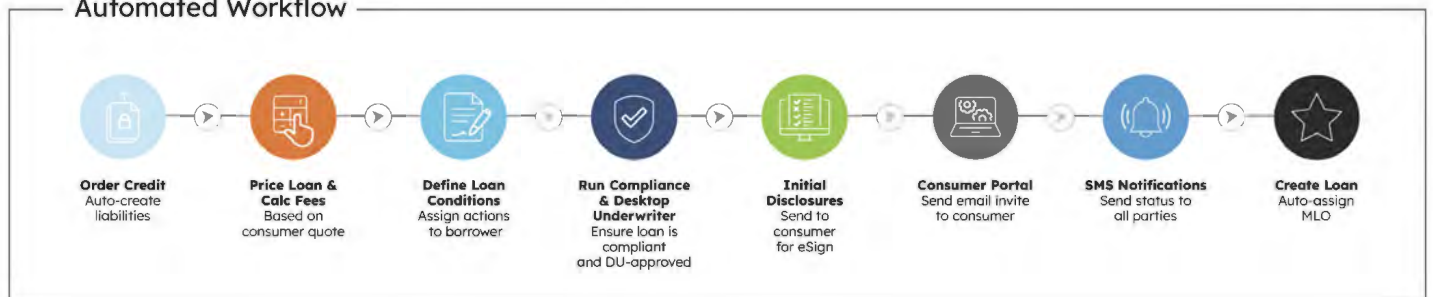 Automated Workflow
Order Credit
Auto-create
liabilities
Price Loan &
Calc Fees
Based on
consumer quote
Define Loan
Conditions
Assign actions
to borrower
Run Compliance
& Desktop
Underwriter
Ensure loan is
compliant
and DU-approved
Initial
Disclosures
Send to
consumer
for eSign
Consumer Portal
Send email invite
to consumer
SMS Notifications
Send status to
all parties
Create Loan
Auto-assign
MLO